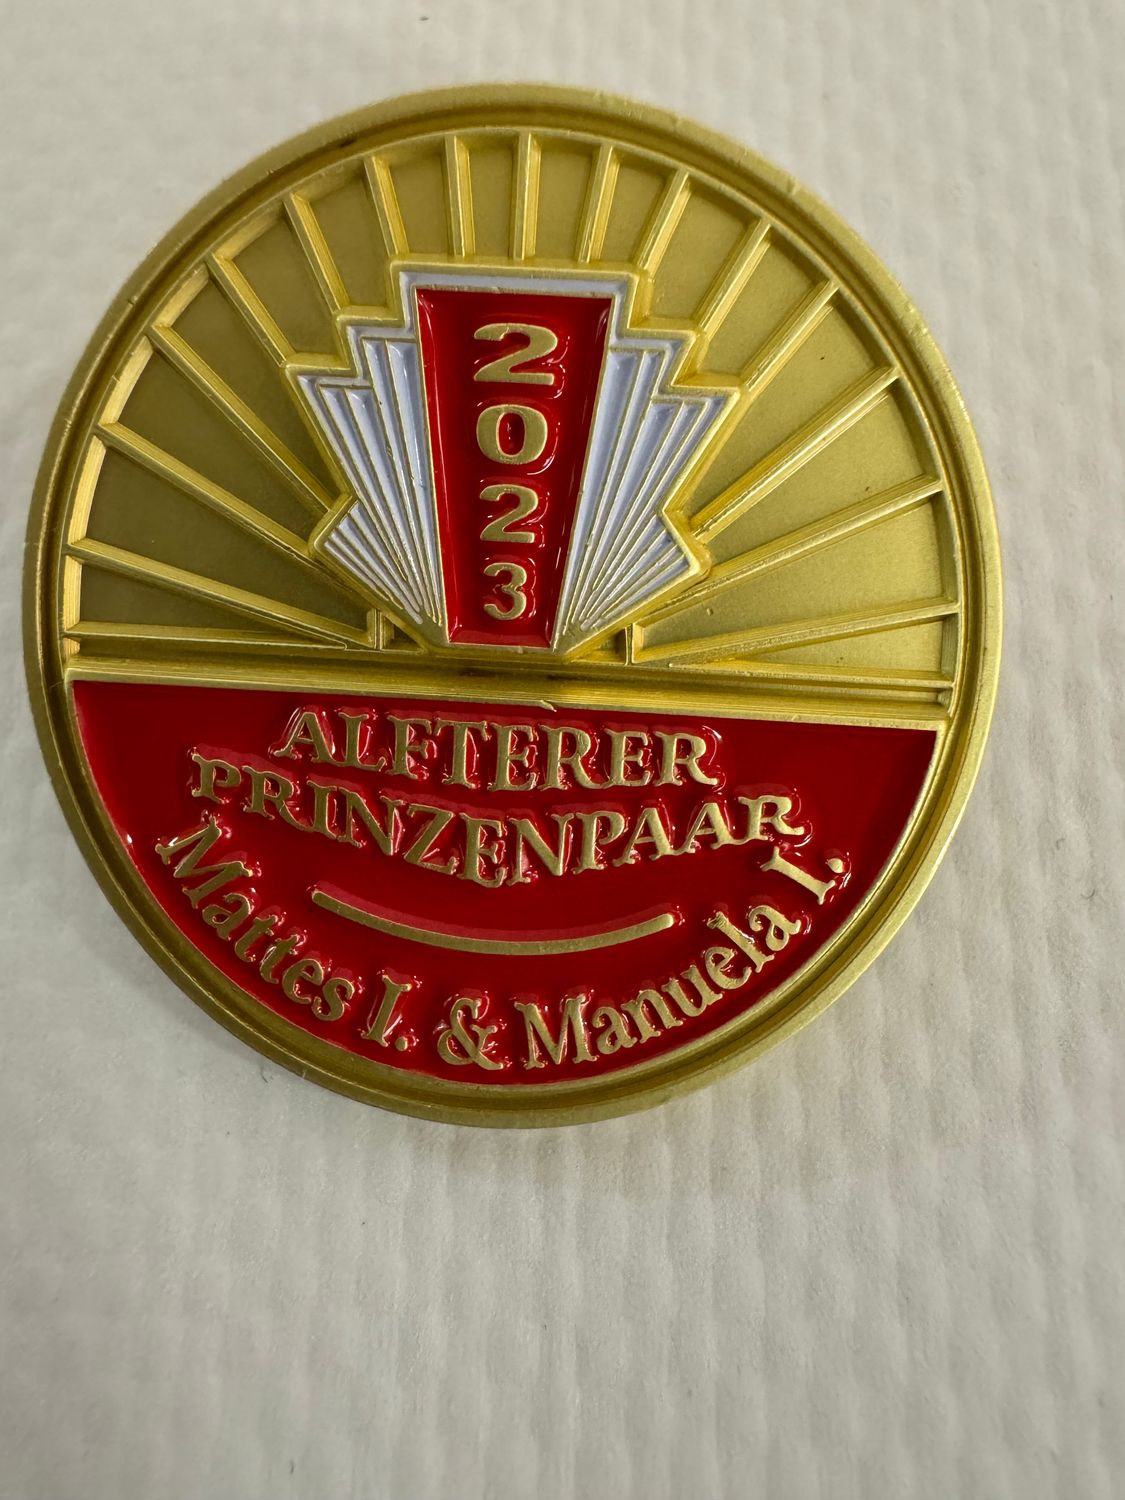 2023
ALFTERER
PRINZENPAAR
Mattes I. & Manuela I.